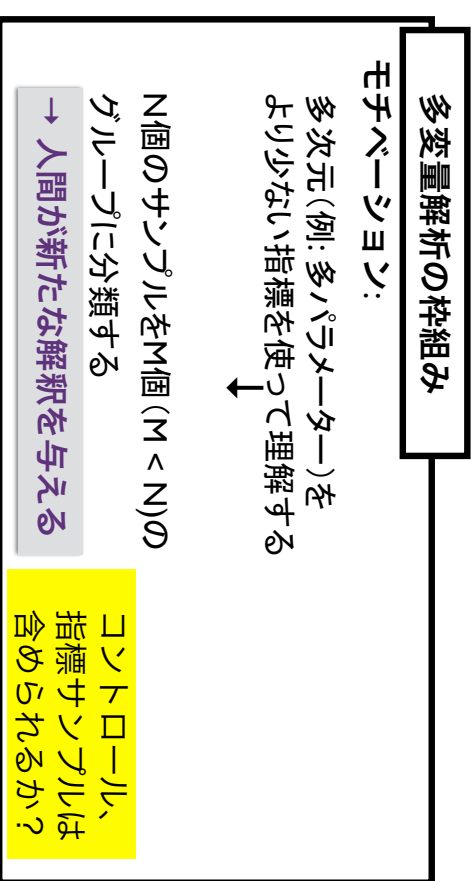 多変量解析の枠組み
モチベーション:
多次元(例: 多パラメーター)を
より少ない指標を使って理解する
↓
N個のサンプルをM個(M < N)の
グループに分類する
→ 人間が新たな解釈を与える
コントロール、
指標サンプルは
含められるか？